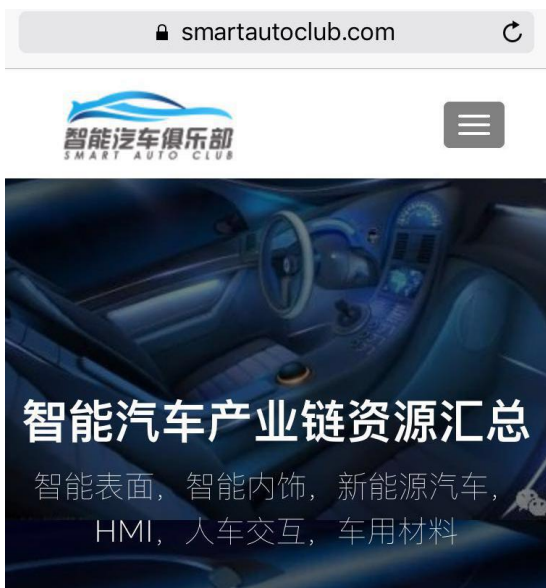 smartautoclub.com
智能汽车俱乐部
SMART AUTO CLUB
智能汽车产业链资源汇总
智能表面，智能内饰，新能源汽车，
HMI，人车交互，车用材料